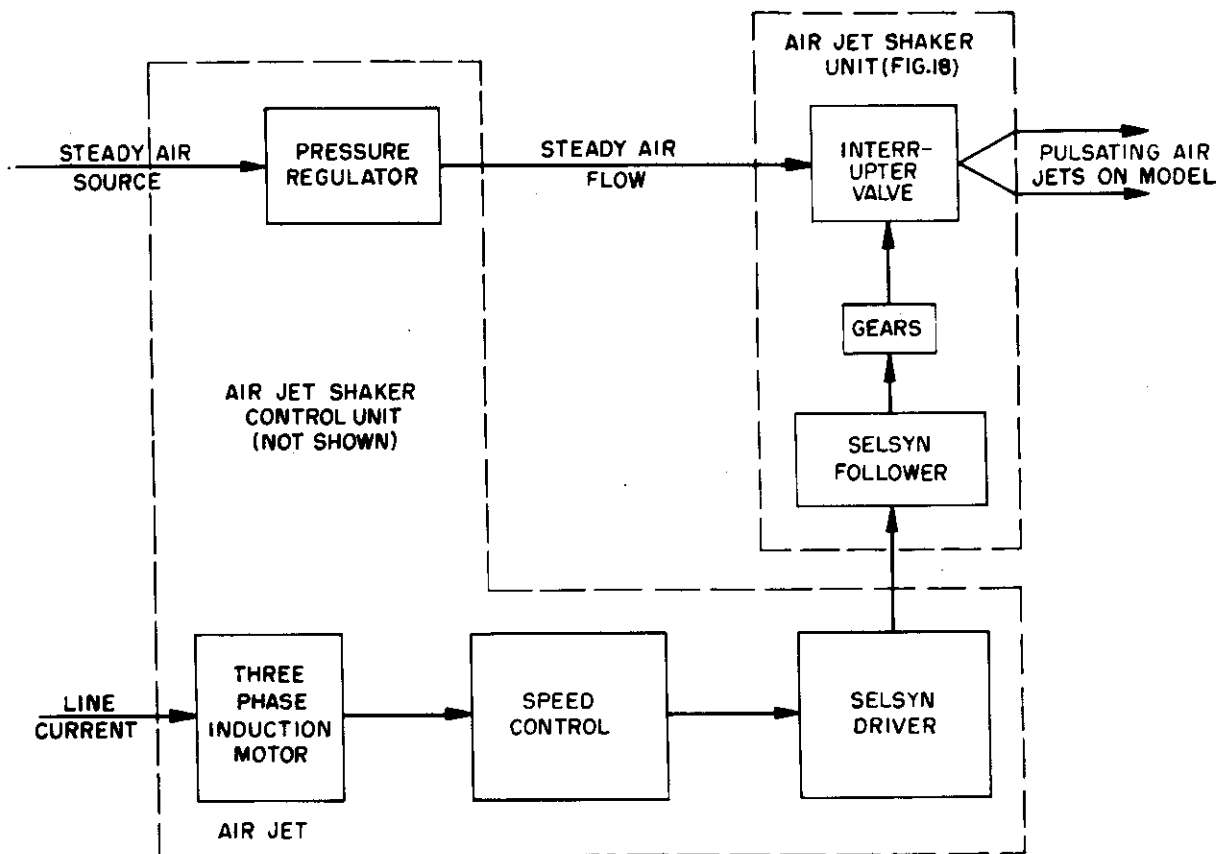 AIR JET SHAKER
UNIT (FIG.18)
STEADY AIR
SOURCE
PRESSURE
REGULATOR
STEADY AIR
FLOW
INTERR-
UPTER
VALVE
PULSATING AIR
JETS ON MODEL
GEARS
AIR JET SHAKER
CONTROL UNIT
(NOT SHOWN)
SELSYN
FOLLOWER
LINE
CURRENT
THREE
PHASE
INDUCTION
MOTOR
SPEED
CONTROL
SELSYN
DRIVER
AIR JET